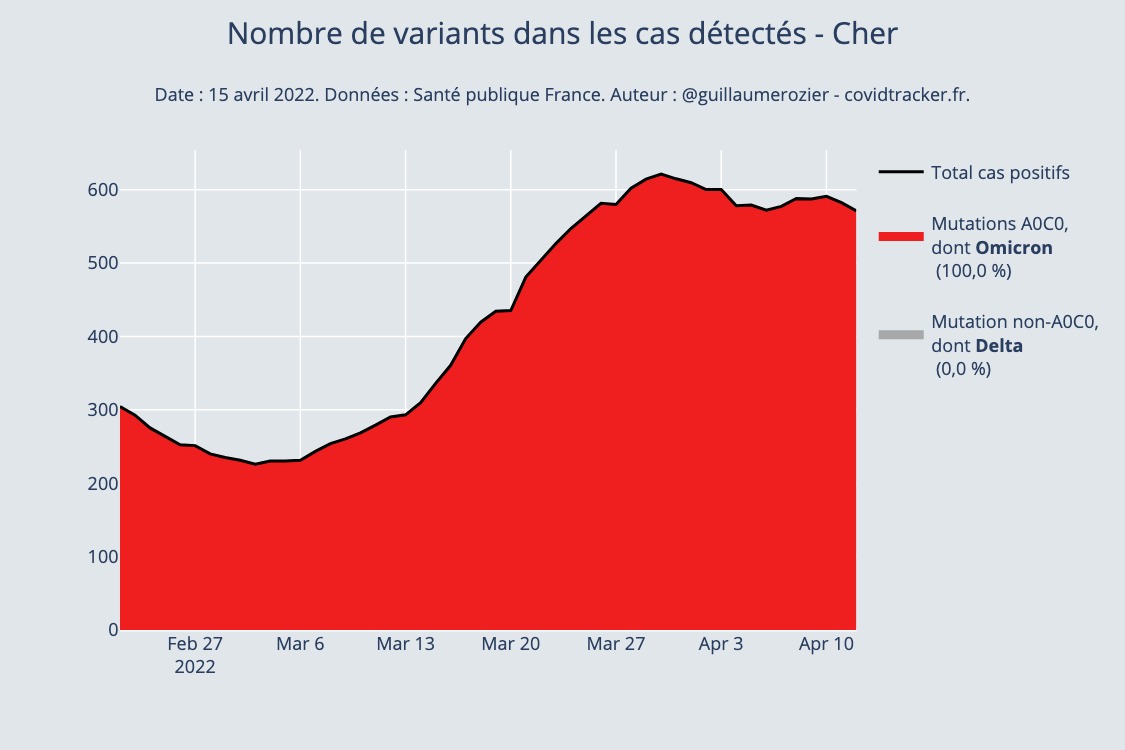 Nombre de variants dans les cas détectés - Cher
Date : 15 avril 2022. Données : Santé publique France. Auteur : @guillaumerozier - covidtracker.fr.
Total cas positifs
Mutations A0C0,
dont Omicron
(100,0 %)
Mutation non-A0C0,
dont Delta
(0,0 %)
600
500
400
300
200
100
0
Feb 27
2022
Mar 6
Mar 13
Mar 20
Mar 27
Apr 3
Apr 10